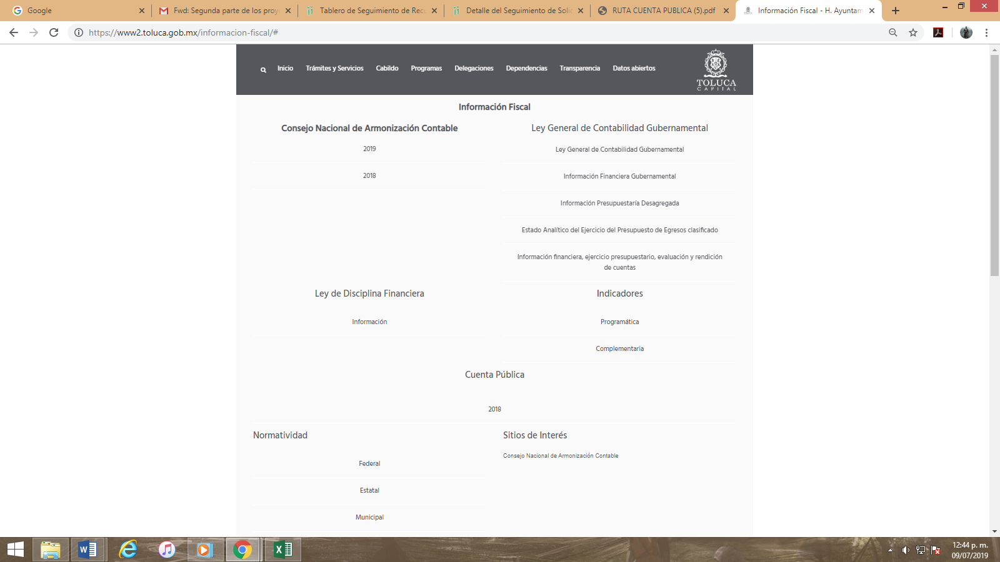 Google
Fwd: Segunda parte de los proy
Tablero de Seguimiento de Recu
Detalle del Seguimiento de Solic
RUTA CUENTA PUBLICA (5).pdf
Información Fiscal - H. Ayuntam
https://www2.toluca.gob.mx/informacion-fiscal/#
Inicio Trámites y Servicios Cabildo Programas Delegaciones Dependencias Transparencia Datos abiertos
TOLUCA
CAPITAL
Información Fiscal
Consejo Nacional de Armonización Contable
2019
2018
Ley General de Contabilidad Gubernamental
Ley General de Contabilidad Gubernamental
Información Financiera Gubernamental
Información Presupuestaría Desagregada
Estado Analítico del Ejercicio del Presupuesto de Egresos clasificado
Información financiera, ejercicio presupuestario, evaluación y rendición
de cuentas
Ley de Disciplina Financiera
Información
Indicadores
Programática
Complementaria
Cuenta Pública
2018
Normatividad
Federal
Estatal
Municipal
Sitios de Interés
Consejo Nacional de Armonización Contable
12:44 p. m.
09/07/2019